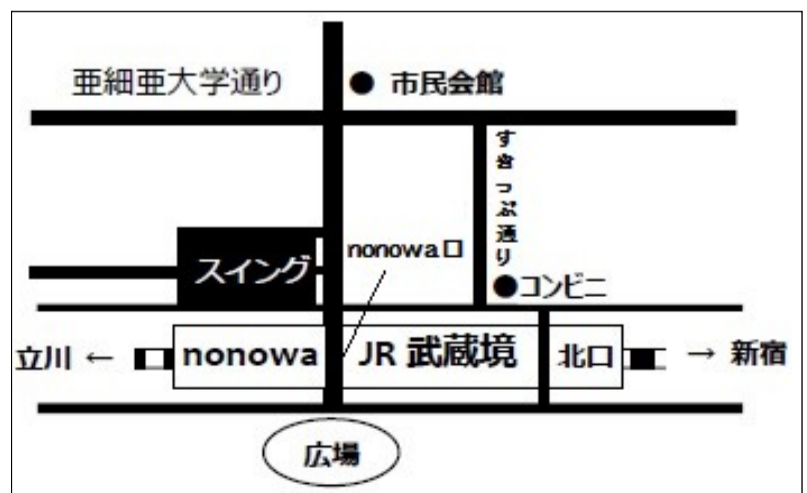 亜細亜大学通り
● 市民会館
すきっぷ通り
nonowa口
スイング
●コンビニ
立川 ←
nonowa
JR 武蔵境
北口
→ 新宿
広場